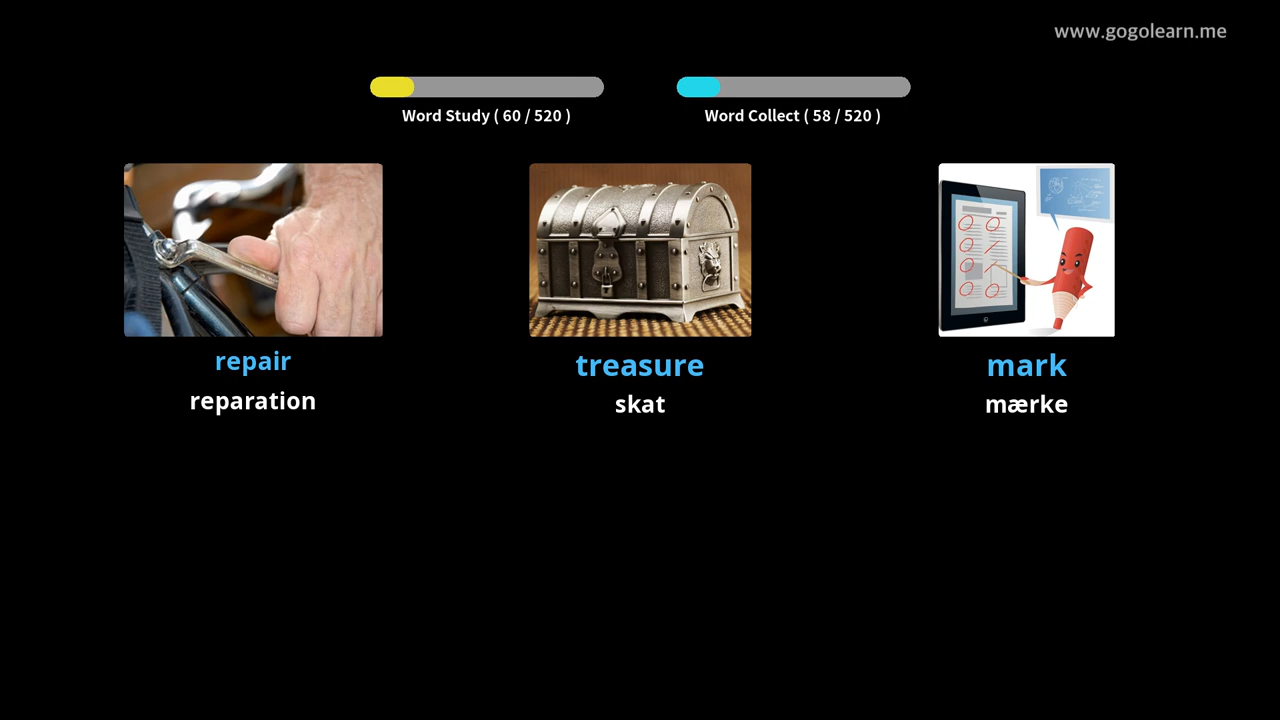 www.gogolearn.me
Word Study ( 60 / 520 )
Word Collect ( 58 / 520 )
repair
treasure
mark
reparation
skat
mærke